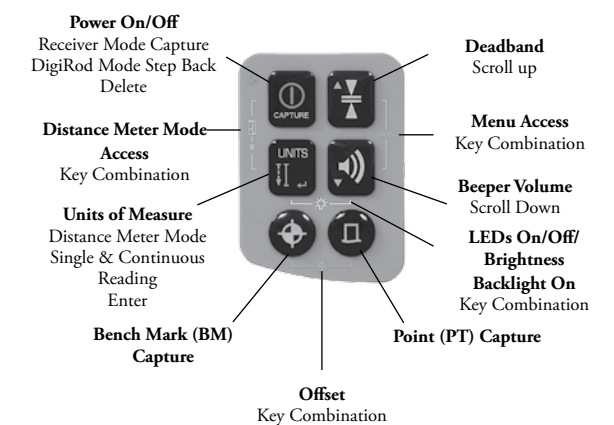 Power On/Off
Receiver Mode Capture
DigiRod Mode Step Back
Delete
Deadband
Scroll up
CAPTURE
Distance Meter Mode
Access
Key Combination
Menu Access
Key Combination
UNITS
Beeper Volume
Scroll Down
Units of Measure
Distance Meter Mode
Single & Continuous
Reading
Enter
LEDs On/Off/
Brightness
Backlight On
Key Combination
Bench Mark (BM)
Capture
Point (PT) Capture
Offset
Key Combination